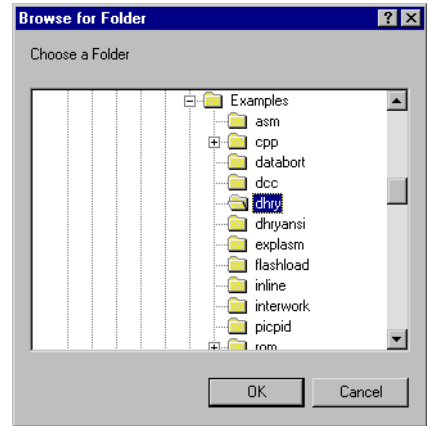 Browse for Folder
Choose a Folder
Examples
asm
cpp
databort
dcc
dhry
dhryansi
explasm
flashload
inline
interwork
picpid
rom
OK
Cancel